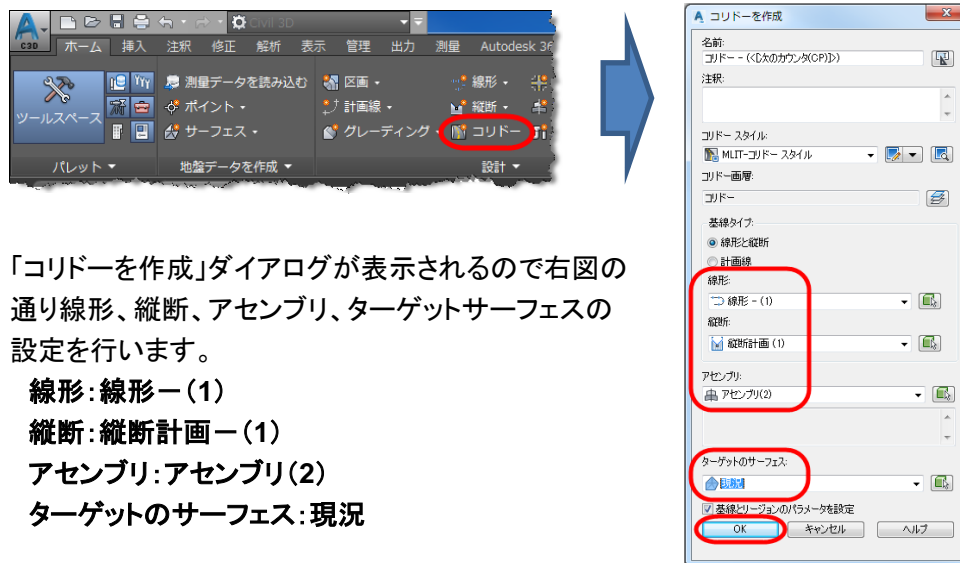 C3D
Civil 3D
ホーム 挿入 注釈 修正 解析 表示 管理 出力 測量 Autodesk 36
ツールスペース
測量データを読み込む
ポイント
サーフェス
区画
計画線
グレーディング
線形
縦断
コリドー
パレット
地盤データを作成
設計
「コリドーを作成」ダイアログが表示されるので右図の
通り線形、縦断、アセンブリ、ターゲットサーフェスの
設定を行います。
線形:線形－(1)
縦断:縦断計画－(1)
アセンブリ:アセンブリ(2)
ターゲットのサーフェス:現況
コリドーを作成
名前:
コリドー - (<[次のカウンタ(CP)]>)
注釈:
コリドー スタイル:
MLIT-コリドー スタイル
コリドー画層:
コリドー
基線タイプ:
線形と縦断
計画線
線形:
線形 - (1)
縦断:
縦断計画 (1)
アセンブリ:
アセンブリ(2)
ターゲットのサーフェス:
現況
基線とリージョンのパラメータを設定
OK キャンセル ヘルプ